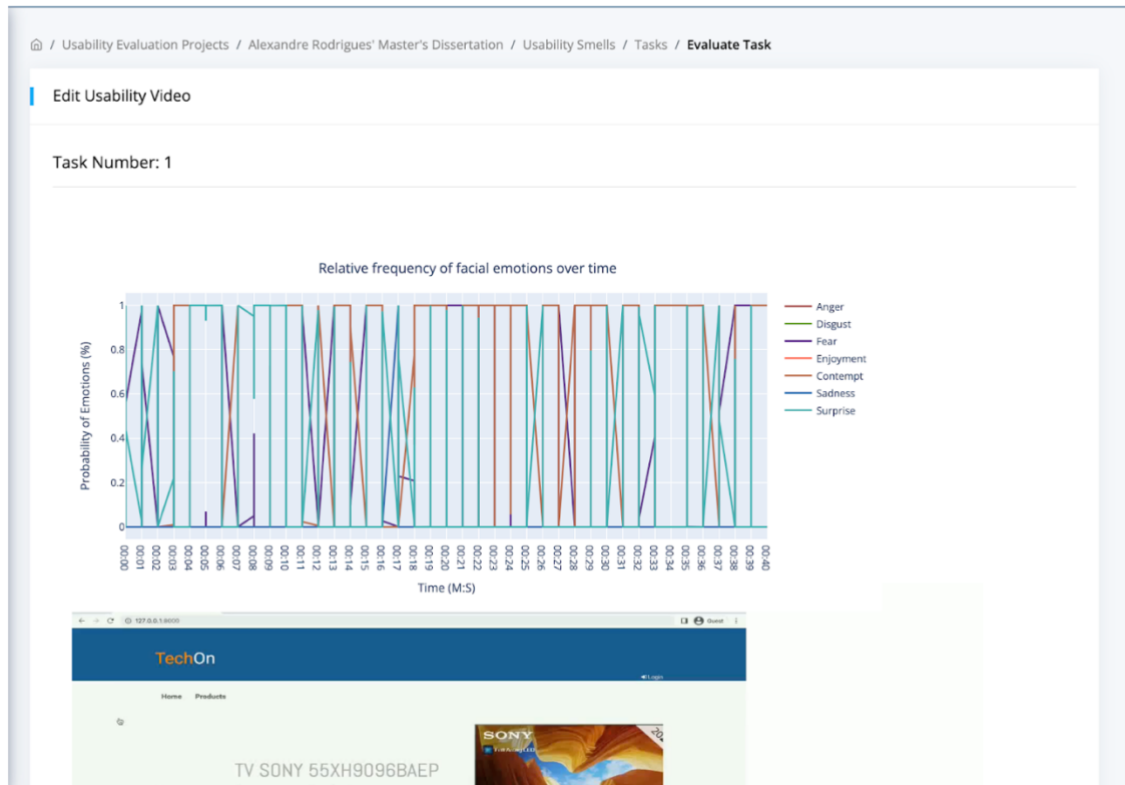 / Usability Evaluation Projects / Alexandre Rodrigues' Master's Dissertation / Usability Smells / Tasks / Evaluate Task
Edit Usability Video
Task Number: 1
Relative frequency of facial emotions over time
Probability of Emotions (%)
1
0.8
0.6
0.4
0.2
0
Anger
Disgust
Fear
Enjoyment
Contempt
Sadness
Surprise
00:00 00:01 00:02 00:03 00:04 00:05 00:06 00:07 00:08 00:09 00:10 00:11 00:12 00:13 00:14 00:15 00:16 00:17 00:18 00:19 00:20 00:21 00:22 00:23 00:24 00:25 00:26 00:27 00:28 00:29 00:30 00:31 00:32 00:33 00:34 00:35 00:36 00:37 00:38 00:39 00:40
Time (M:S)
127.0.0.1:8000 Guest
TechOn
Login
Home Products
SONY
TV SONY 55XH9096BAEP